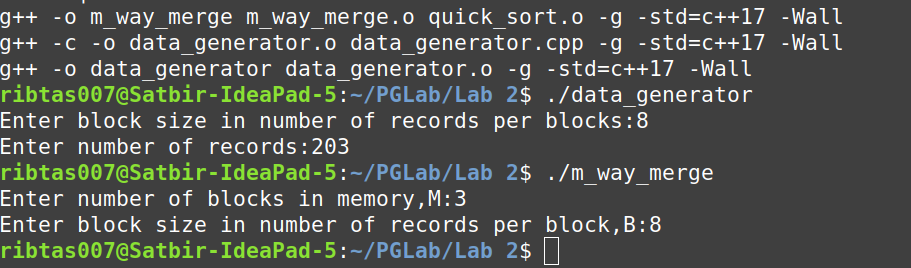 g++ -o m_way_merge m_way_merge.o quick_sort.o -g -std=c++17 -Wall
g++ -c -o data_generator.o data_generator.cpp -g -std=c++17 -Wall
g++ -o data_generator data_generator.o -g -std=c++17 -Wall
ribtas007@Satbir-IdeaPad-5:~/PGLab/Lab 2$ ./data_generator
Enter block size in number of records per blocks:8
Enter number of records:203
ribtas007@Satbir-IdeaPad-5:~/PGLab/Lab 2$ ./m_way_merge
Enter number of blocks in memory,M:3
Enter block size in number of records per block,B:8
ribtas007@Satbir-IdeaPad-5:~/PGLab/Lab 2$